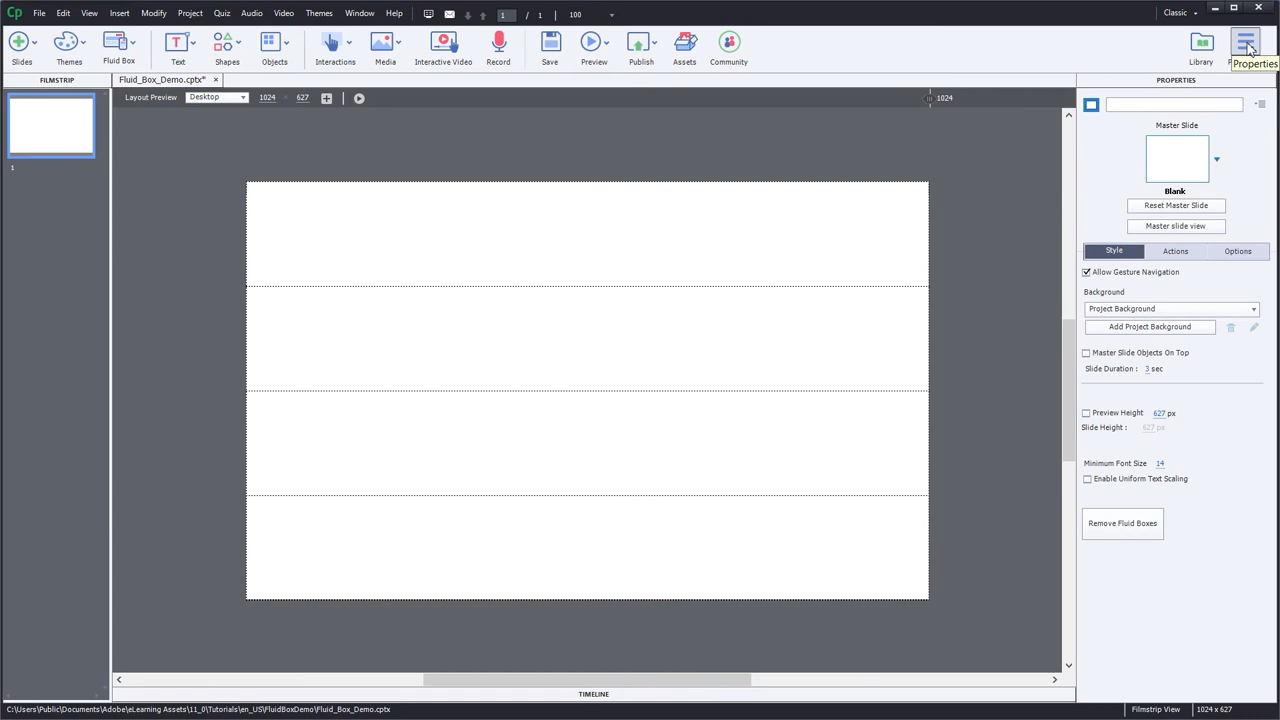 Cp File Edit View Insert Modify Project Quiz Audio Video Themes Window Help 1 / 1 100 Classic
Slides Themes Fluid Box Text Shapes Objects Interactions Media Interactive Video Record Save Preview Publish Assets Community Library
Properties
FILMSTRIP Fluid_Box_Demo.cptx* × PROPERTIES
Layout Preview Desktop 1024 × 627 1024
Master Slide
Blank
Reset Master Slide
Master slide view
Style Actions Options
Allow Gesture Navigation
Background
Project Background
Add Project Background
Master Slide Objects On Top
Slide Duration : 3 sec
Preview Height 627 px
Slide Height : 627 px
Minimum Font Size 14
Enable Uniform Text Scaling
Remove Fluid Boxes
1
TIMELINE
C:\Users\Public\Documents\Adobe\eLearning Assets\11_0\Tutorials\en_US\FluidBoxDemo\Fluid_Box_Demo.cptx Filmstrip View 1024 x 627